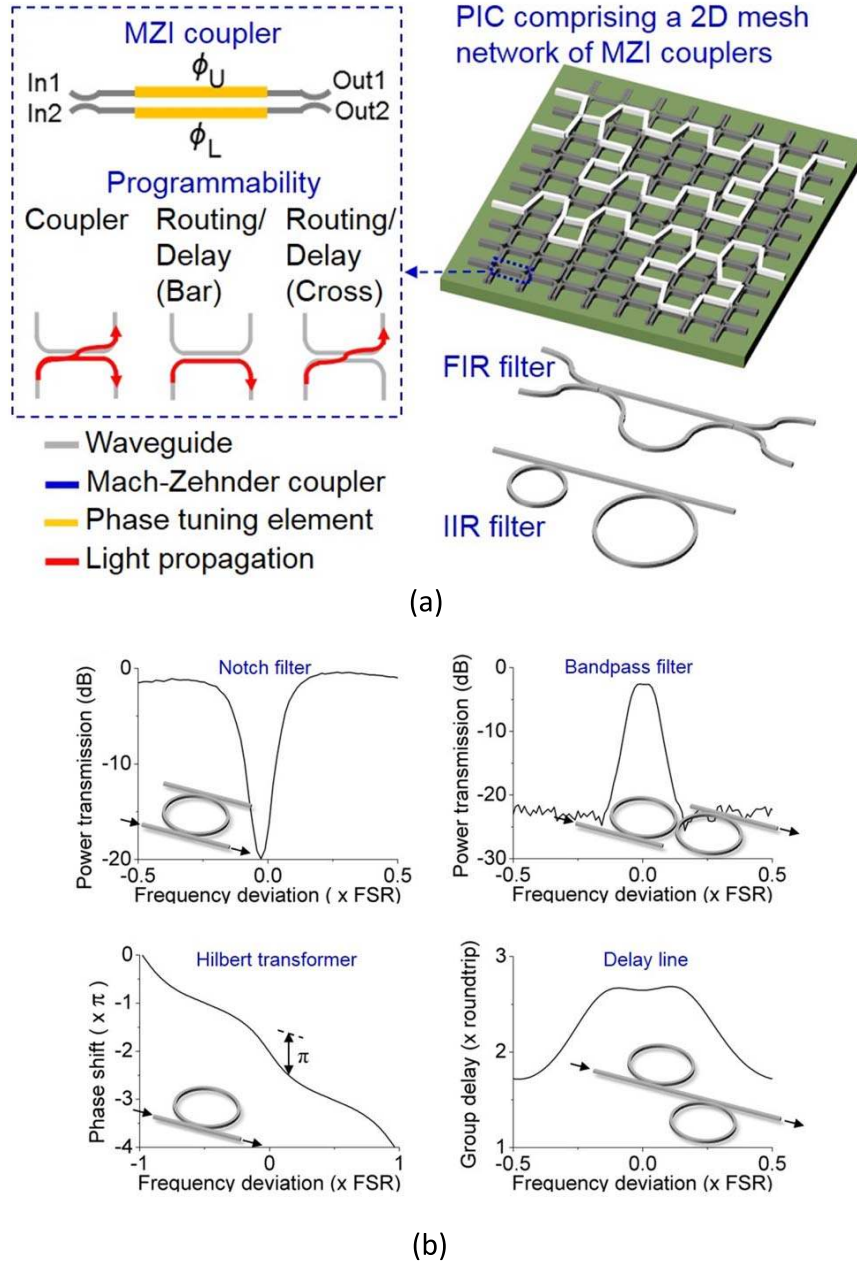 MZI coupler
ϕU
In1
Out1
In2
Out2
ϕL
Programmability
Coupler
Routing/
Delay
(Bar)
Routing/
Delay
(Cross)
Waveguide
Mach-Zehnder coupler
Phase tuning element
Light propagation
PIC comprising a 2D mesh
network of MZI couplers
FIR filter
IIR filter
(a)
Notch filter
Power transmission (dB)
0
-10
-20
-0.5
0.0
0.5
Frequency deviation ( x FSR)
Bandpass filter
Power transmission (dB)
0
-10
-20
-30
-0.5
0.0
0.5
Frequency deviation (x FSR)
Hilbert transformer
Phase shift ( x π)
0
-1
-2
-3
-4
π
-1
0
1
Frequency deviation (x FSR)
Delay line
Group delay (x roundtrip)
3
2
1
-0.5
0.0
0.5
Frequency deviation (x FSR)
(b)